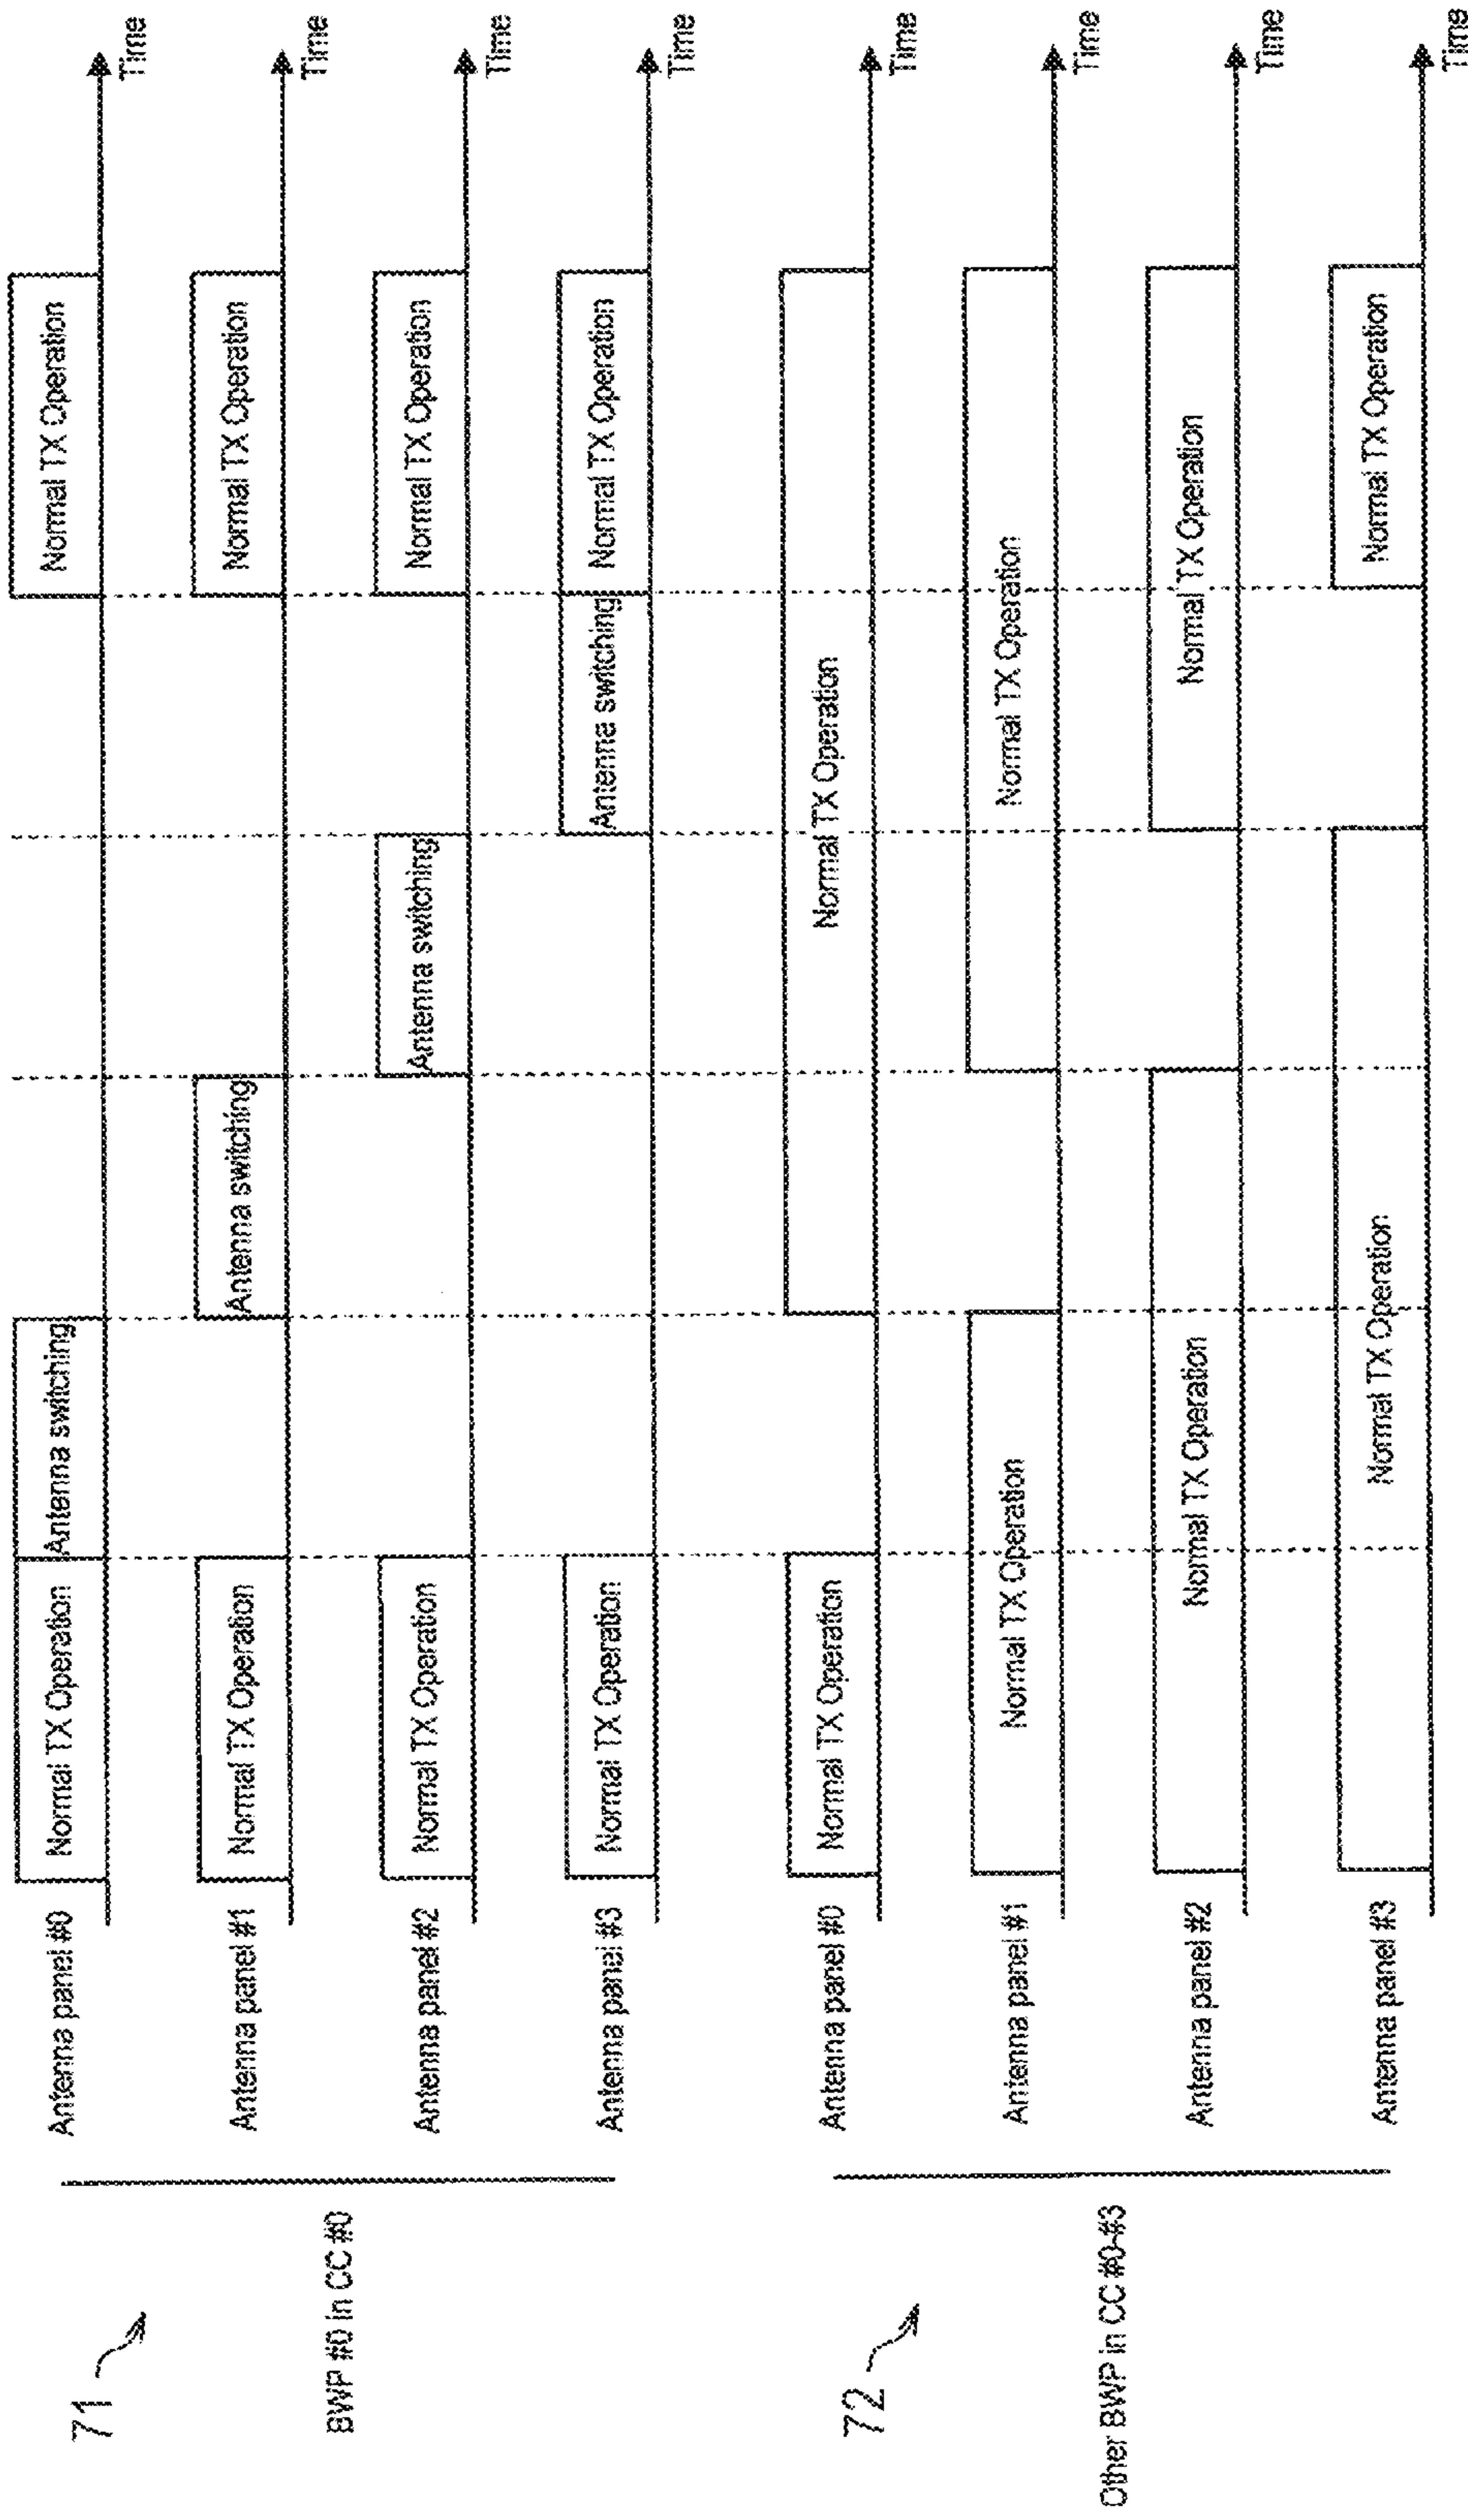 71
BWP #0 in CC #0
Antenna panel #0
Normal TX Operation
Antenna switching
Normal TX Operation
Time
Antenna panel #1
Normal TX Operation
Antenna switching
Normal TX Operation
Time
Antenna panel #2
Normal TX Operation
Antenna switching
Normal TX Operation
Time
Antenna panel #3
Normal TX Operation
Antenna switching
Normal TX Operation
Time
72
Other BWP in CC #0-#3
Antenna panel #0
Normal TX Operation
Normal TX Operation
Time
Antenna panel #1
Normal TX Operation
Normal TX Operation
Time
Antenna panel #2
Normal TX Operation
Normal TX Operation
Time
Antenna panel #3
Normal TX Operation
Normal TX Operation
Time